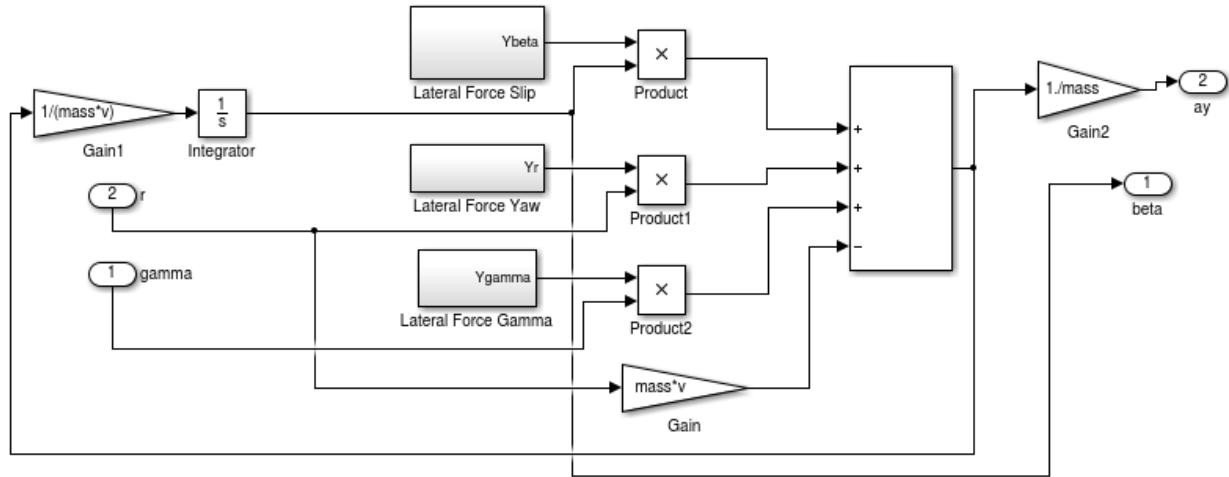 Ybeta
×
Lateral Force Slip
Product
1/(mass*v)
1
s
Gain1
Integrator
1./mass
Gain2
2
ay
+
Yr
×
Lateral Force Yaw
Product1
+
2
r
1
beta
+
1
gamma
Ygamma
×
Lateral Force Gamma
Product2
−
mass*v
Gain